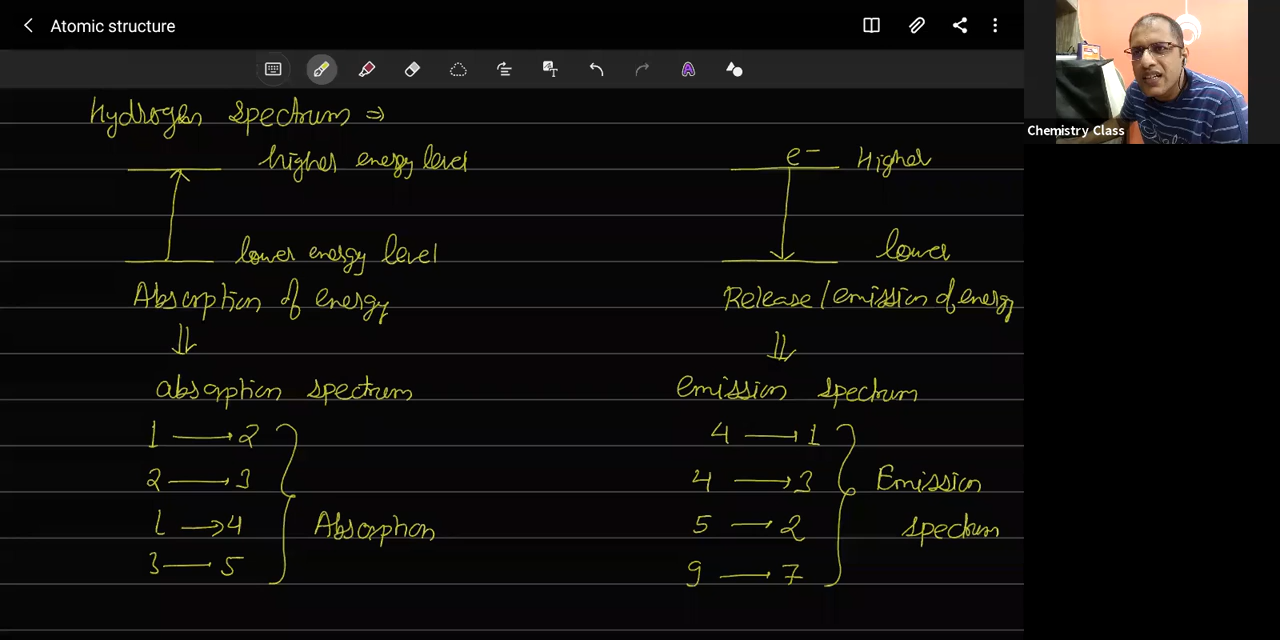 Atomic structure
Chemistry Class
Hydrogen spectrum ⇒
higher energy level
lower energy level
Absorption of energy
⇓
absorption spectrum
1 → 2
2 → 3
1 → 4
3 — 5
Absorption
e⁻ Higher
lower
Release/emission of energy
⇓
emission spectrum
4 → 1
4 → 3
5 → 2
9 → 7
Emission
spectrum